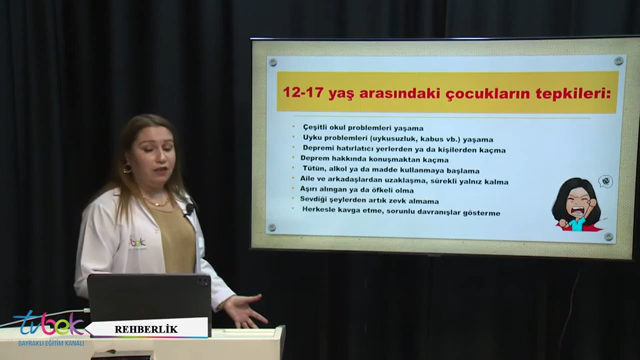 12-17 yaş arasındaki çocukların tepkileri:
Çeşitli okul problemleri yaşama
Uyku problemleri (uykusuzluk, kabus vb.) yaşama
Depremi hatırlatıcı yerlerden ya da kişilerden kaçma
Deprem hakkında konuşmaktan kaçma
Tütün, alkol ya da madde kullanmaya başlama
Aile ve arkadaşlardan uzaklaşma, sürekli yalnız kalma
Aşırı alıngan ya da öfkeli olma
Sevdiği şeylerden artık zevk almama
Herkesle kavga etme, sorunlu davranışlar gösterme
tvbek
BAYRAKLI EĞİTİM KANALI
REHBERLİK